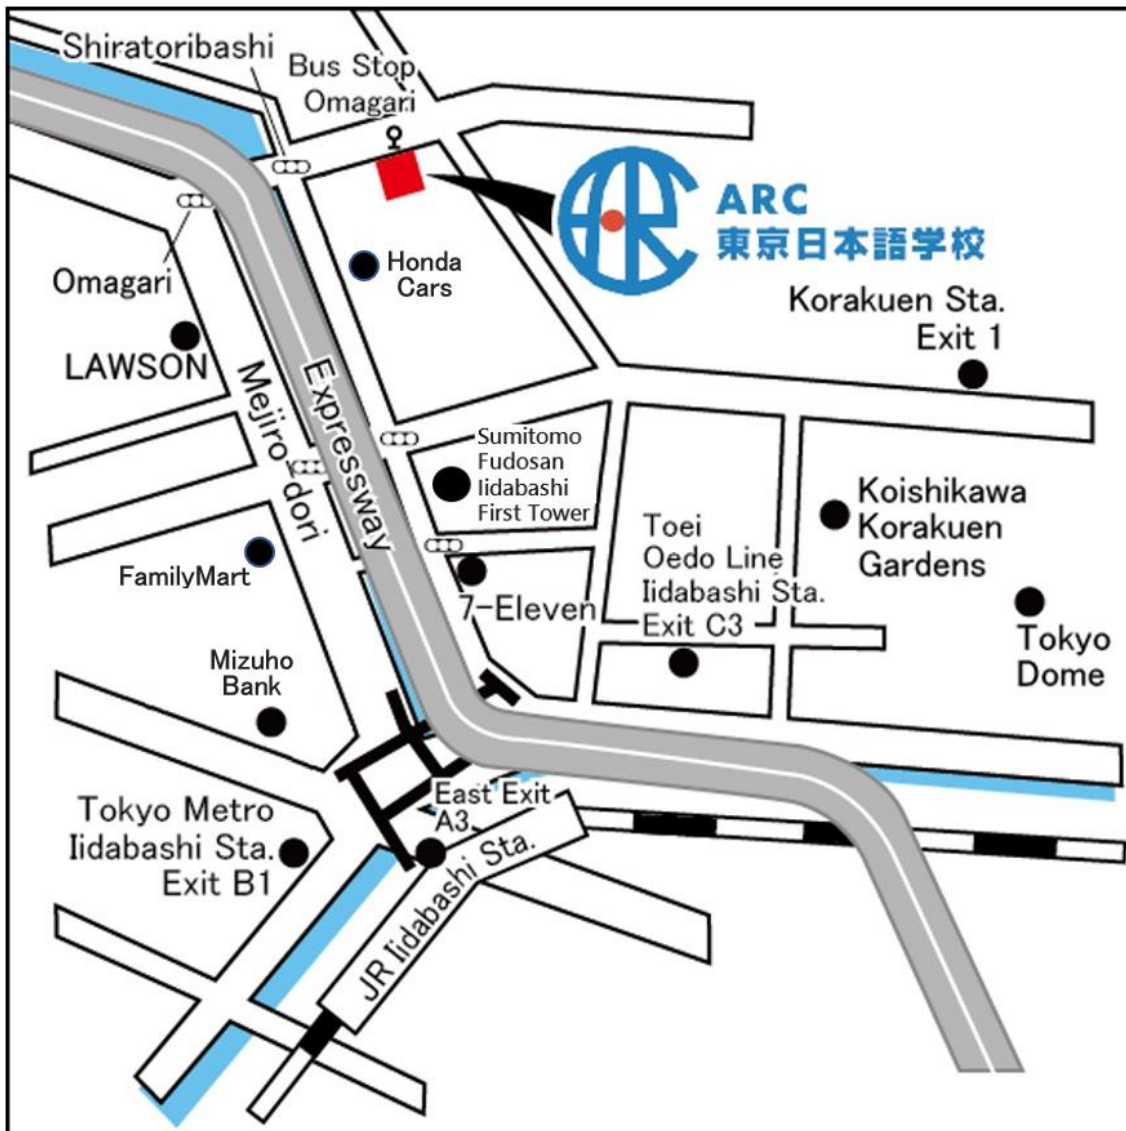 Shiratoribashi
Bus Stop
Omagari
ARC
東京日本語学校
Omagari
Honda
Cars
Korakuen Sta.
Exit 1
LAWSON
Mejiro-dori
Expressway
Sumitomo
Fudosan
Iidabashi
First Tower
Koishikawa
Korakuen
Gardens
Toei
Oedo Line
Iidabashi Sta.
Exit C3
FamilyMart
7-Eleven
Tokyo
Dome
Mizuho
Bank
East Exit
A3
Tokyo Metro
Iidabashi Sta.
Exit B1
JR Iidabashi Sta.